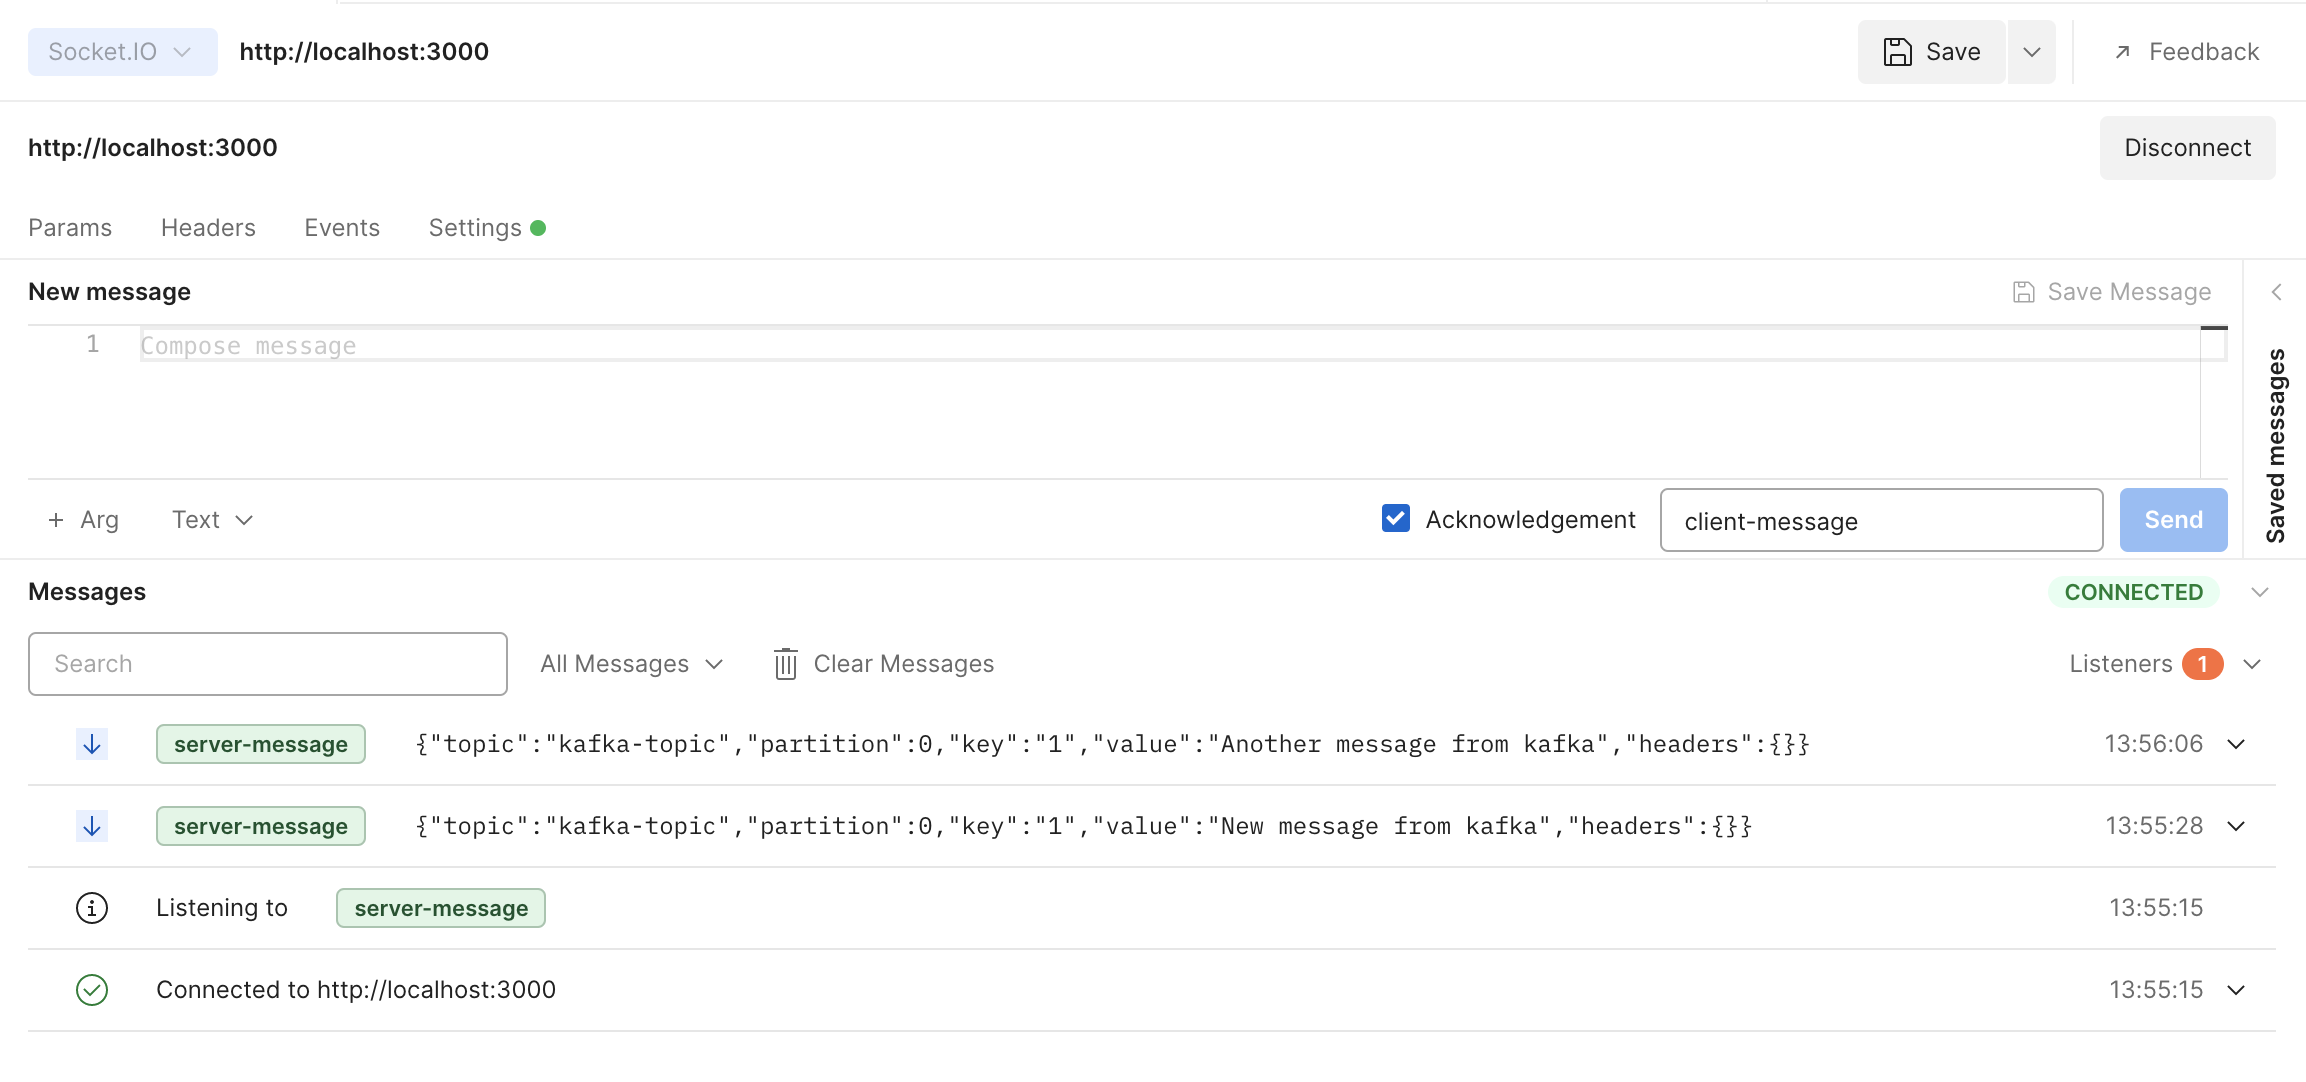 Socket.IO http://localhost:3000 Save Feedback
http://localhost:3000 Disconnect
Params Headers Events Settings
New message Save Message
1 Compose message
Saved messages
+ Arg Text Acknowledgement client-message Send
Messages CONNECTED
Search All Messages Clear Messages Listeners 1
server-message {"topic":"kafka-topic","partition":0,"key":"1","value":"Another message from kafka","headers":{}} 13:56:06
server-message {"topic":"kafka-topic","partition":0,"key":"1","value":"New message from kafka","headers":{}} 13:55:28
Listening to server-message 13:55:15
Connected to http://localhost:3000 13:55:15